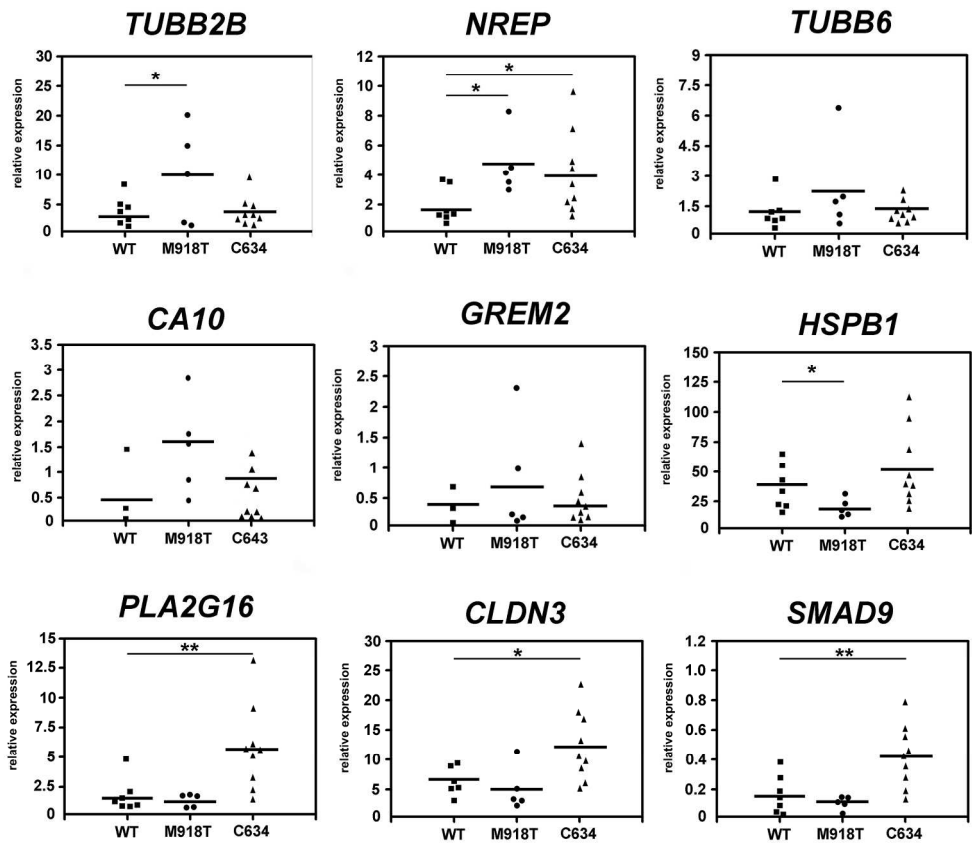 TUBB2B
relative expression
30
25
20
15
10
5
0
*
WT M918T C634
NREP
relative expression
12
10
8
6
4
2
0
*
*
WT M918T C634
TUBB6
relative expression
9
7.5
6
4.5
3
1.5
0
WT M918T C634
CA10
relative expression
3.5
3
2.5
2
1.5
1
0.5
0
WT M918T C643
GREM2
relative expression
3
2.5
2
1.5
1
0.5
0
WT M918T C634
HSPB1
relative expression
150
125
100
75
50
25
0
*
WT M918T C634
PLA2G16
relative expression
15
12.5
10
7.5
5
2.5
0
**
WT M918T C634
CLDN3
relative expression
30
25
20
15
10
5
0
*
WT M918T C634
SMAD9
relative expression
1.2
1.0
0.8
0.6
0.4
0.2
0
**
WT M918T C634